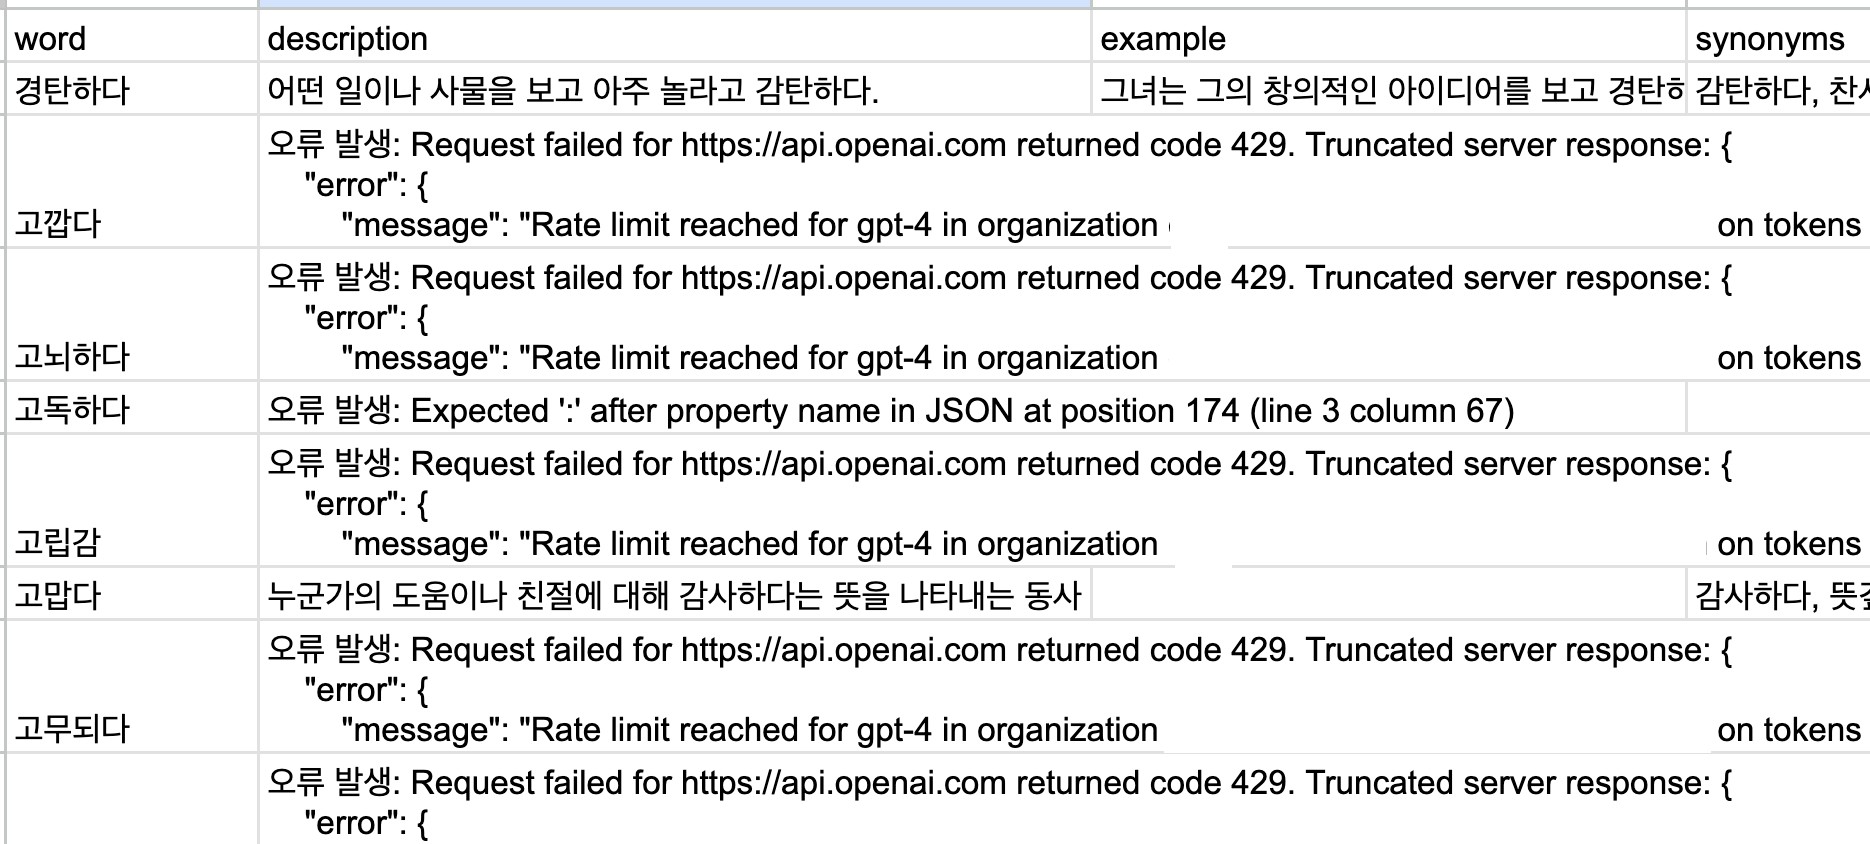 word description example synonyms
경탄하다 어떤 일이나 사물을 보고 아주 놀라고 감탄하다. 그녀는 그의 창의적인 아이디어를 보고 감탄하다,
오류 발생: Request failed for https://api.openai.com returned code 429. Truncated server response: {
"error": {
고깝다 "message": "Rate limit reached for gpt-4 in organization on tokens
오류 발생: Request failed for https://api.openai.com returned code 429. Truncated server response: {
"error": {
고뇌하다 "message": "Rate limit reached for gpt-4 in organization on tokens
고독하다 오류 발생: Expected ':' after property name in JSON at position 174 (line 3 column 67)
오류 발생: Request failed for https://api.openai.com returned code 429. Truncated server response: {
"error": {
고립감 "message": "Rate limit reached for gpt-4 in organization on tokens
고맙다 누군가의 도움이나 친절에 대해 감사하다는 뜻을 나타내는 동사 감사하다,
오류 발생: Request failed for https://api.openai.com returned code 429. Truncated server response: {
"error": {
고무되다 "message": "Rate limit reached for gpt-4 in organization on tokens
오류 발생: Request failed for https://api.openai.com returned code 429. Truncated server response: {
"error": {